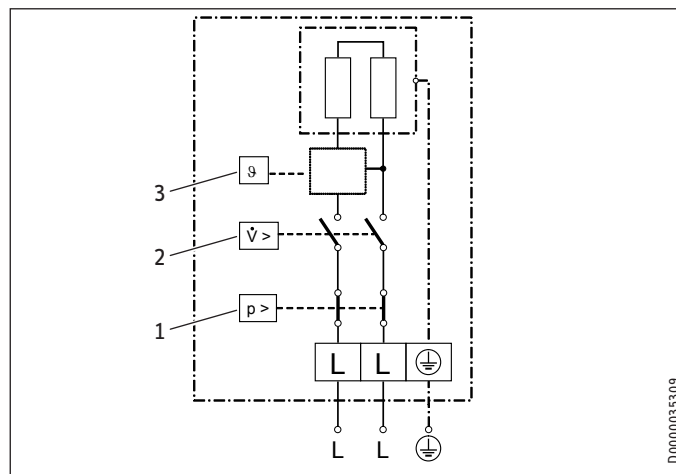 3 ϑ
2 V̇ >
1 p >
L L
L L
D0000035309